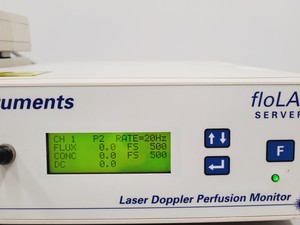 uments
floLA
SERVER
CH 1 P2 RATE=20Hz
FLUX 0.0 FS 500
CONC 0.0 FS 500
DC 0.0
F
Laser Doppler Perfusion Monitor